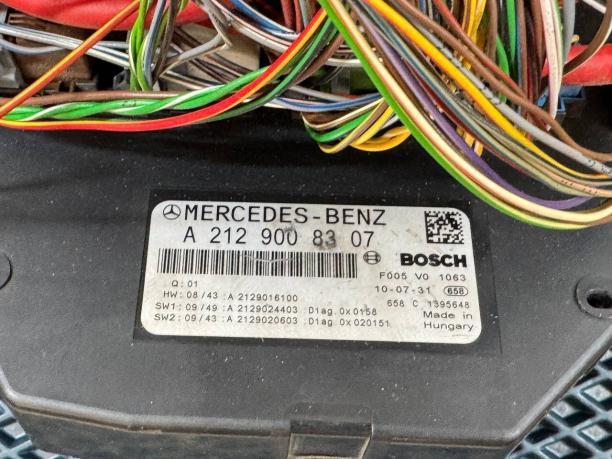 MERCEDES-BENZ
A 212 900 83 07
BOSCH
F005 V0 1063
Q: 01
10-07-31 658
HW: 08/43 :A 2129016100
658 C 1395648
SW1: 09/49 :A 2129024403 :Diag.0x0158
Made in
SW2: 09/43 :A 2129020603 :Diag.0x020151
Hungary